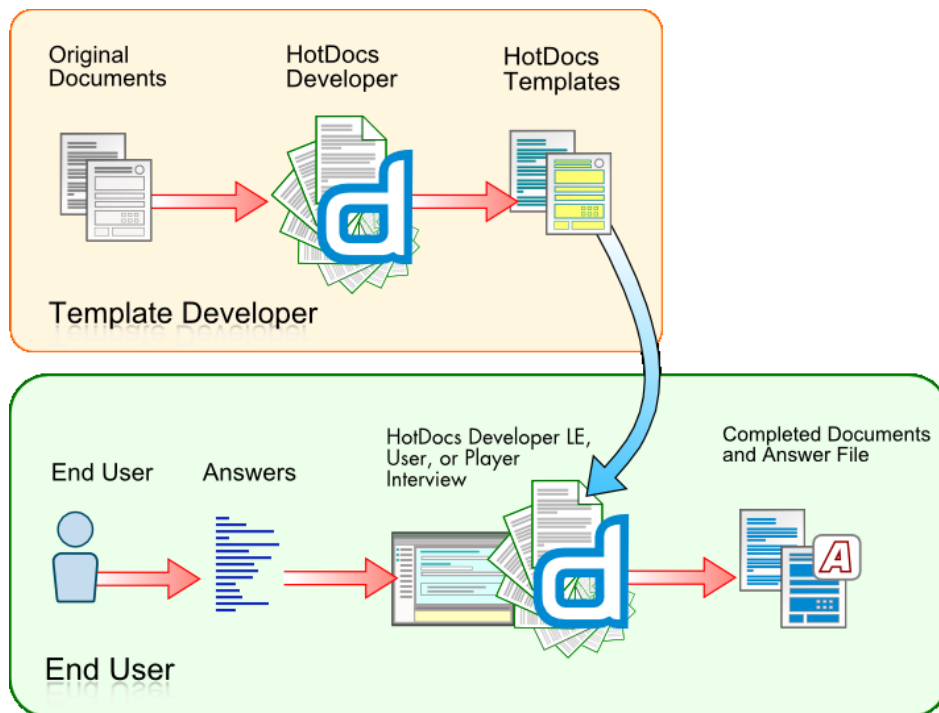 Original
Documents
HotDocs
Developer
HotDocs
Templates
Template Developer
End User
Answers
HotDocs Developer LE,
User, or Player
Interview
Completed Documents
and Answer File
d
d
A
End User